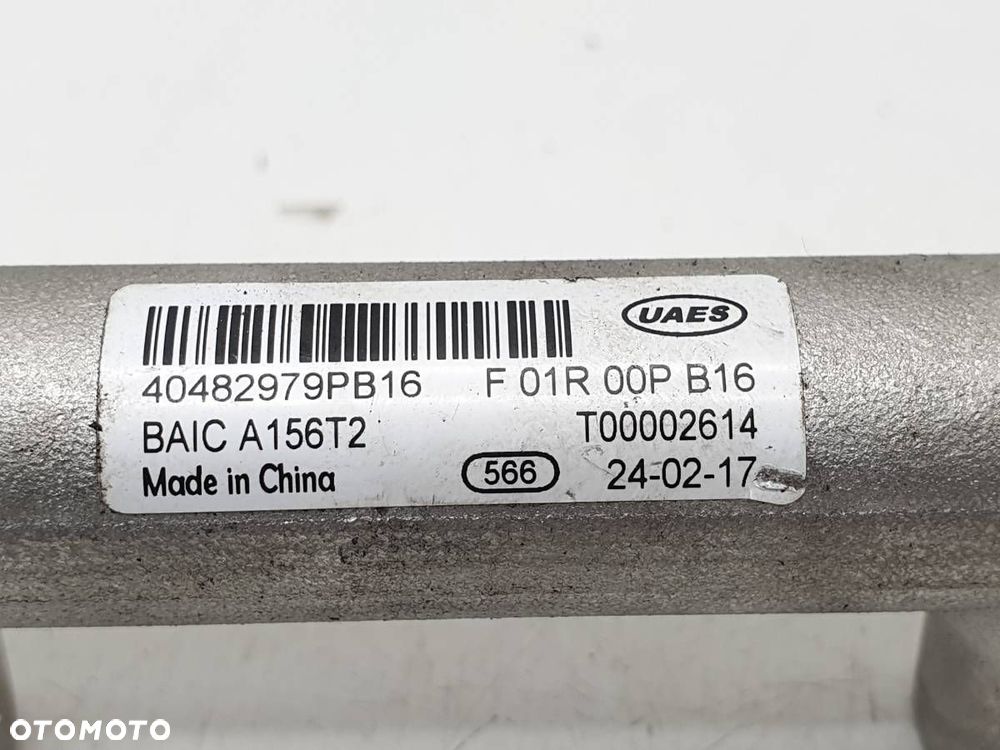 UAES
40482979PB16 F 01R 00P B16
BAIC A156T2 T00002614
Made in China 566 24-02-17
OTOMOTO